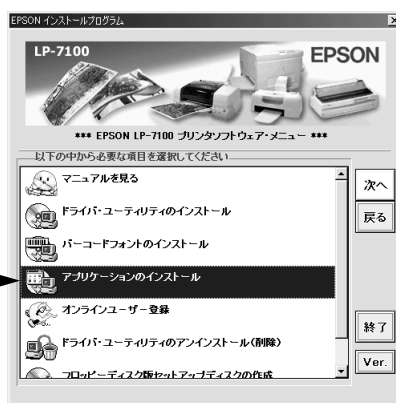 EPSON インストールプログラム
LP-7100
EPSON
*** EPSON LP-7100 プリンタソフトウェア・メニュー ***
以下の中から必要な項目を選択してください
マニュアルを見る
ドライバ・ユーティリティのインストール
バーコードフォントのインストール
アプリケーションのインストール
オンラインユーザー登録
ドライバ・ユーティリティのアンインストール(削除)
フロッピーディスク版セットアップディスクの作成
次へ
戻る
終了
Ver.